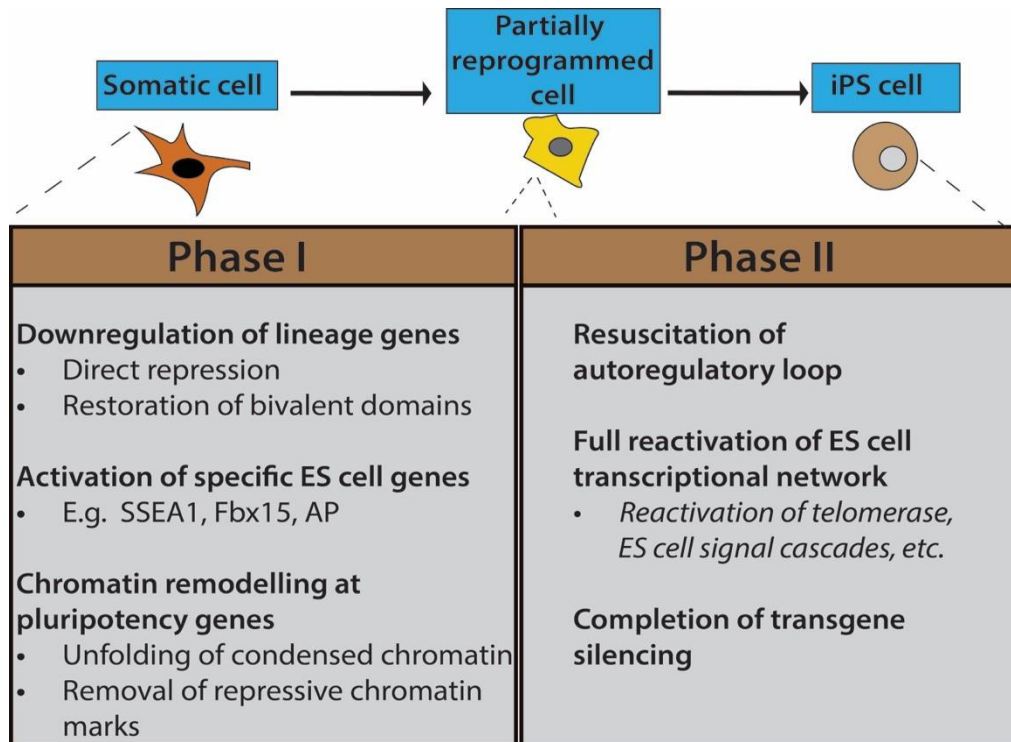 Somatic cell
Partially
reprogrammed
cell
iPS cell
Phase I
Downregulation of lineage genes
• Direct repression
• Restoration of bivalent domains
Activation of specific ES cell genes
• E.g. SSEA1, Fbx15, AP
Chromatin remodelling at
pluripotency genes
• Unfolding of condensed chromatin
• Removal of repressive chromatin
marks
Phase II
Resuscitation of
autoregulatory loop
Full reactivation of ES cell
transcriptional network
• Reactivation of telomerase,
ES cell signal cascades, etc.
Completion of transgene
silencing